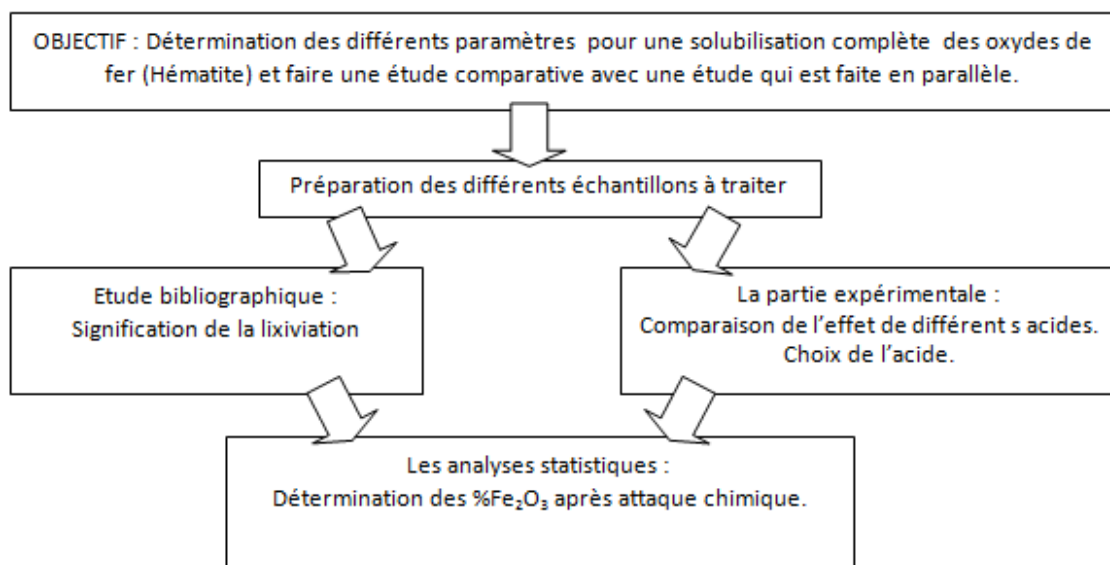 OBJECTIF : Détermination des différents paramètres pour une solubilisation complète des oxydes de
fer (Hématite) et faire une étude comparative avec une étude qui est faite en parallèle.
Préparation des différents échantillons à traiter
Etude bibliographique :
Signification de la lixiviation
La partie expérimentale :
Comparaison de l'effet de différent s acides.
Choix de l'acide.
Les analyses statistiques :
Détermination des %Fe₂O₃ après attaque chimique.